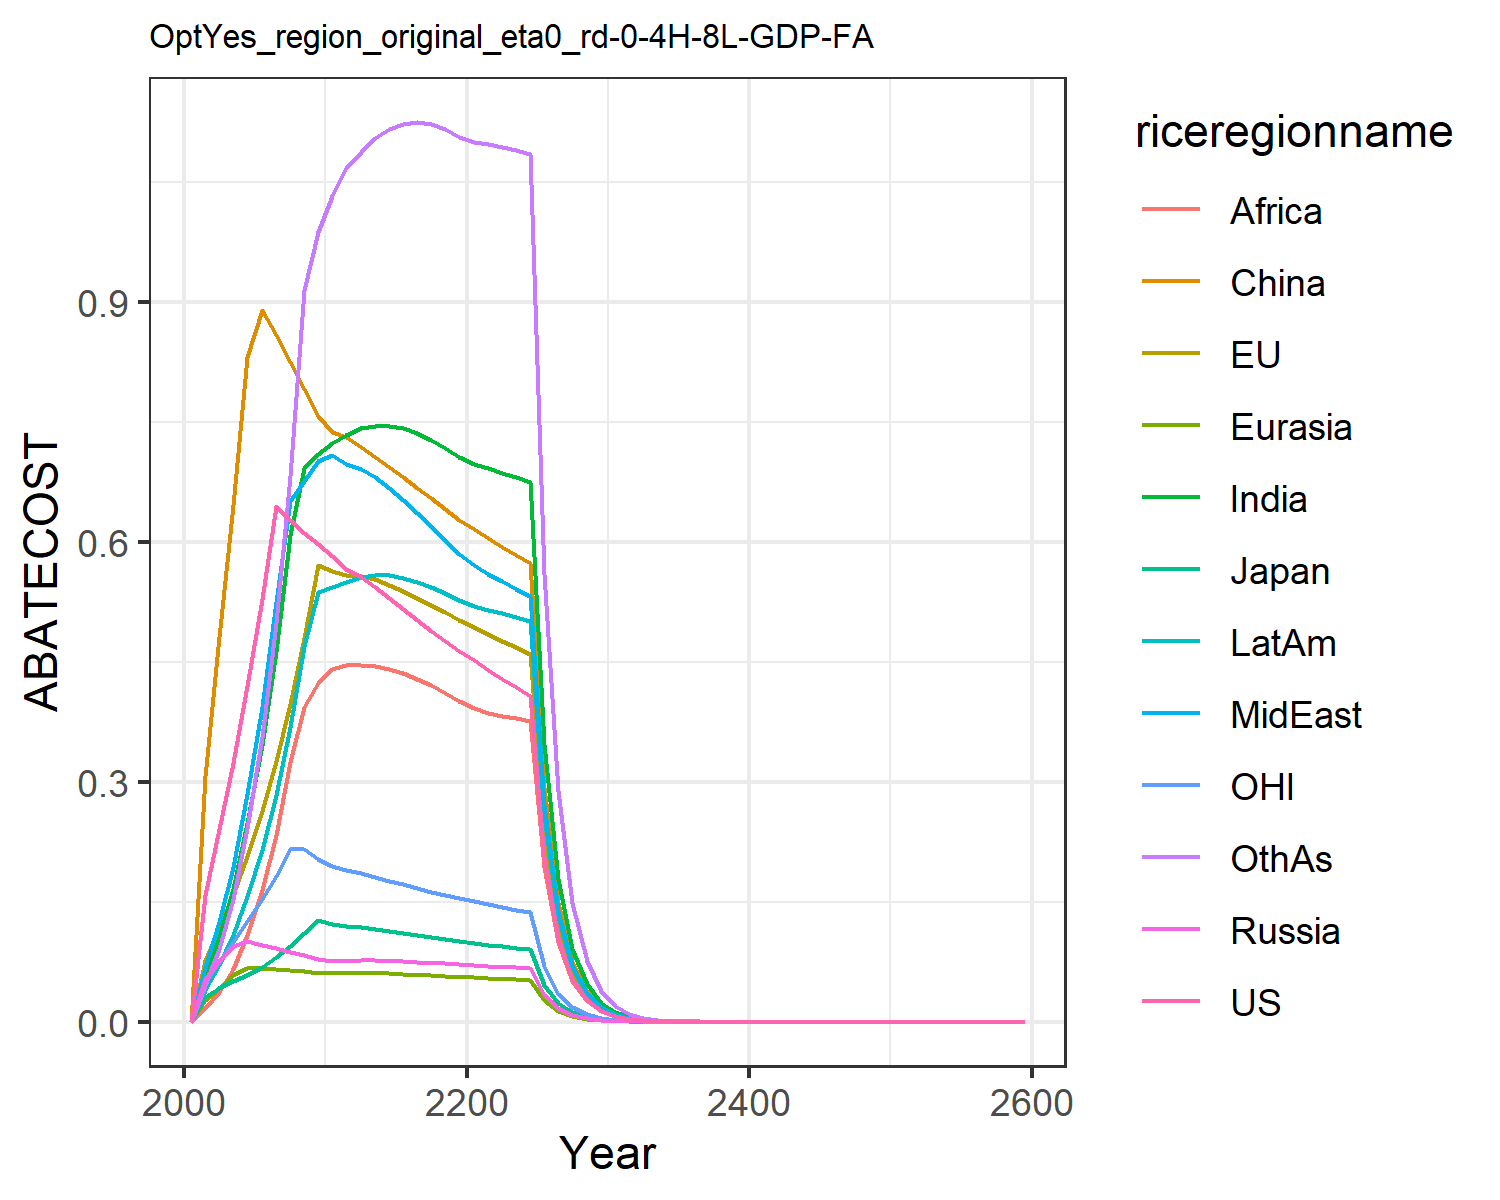 OptYes_region_original_eta0_rd-0-4H-8L-GDP-FA
ABATECOST
0.9
0.6
0.3
0.0
2000
2200
2400
2600
Year
riceregionname
Africa
China
EU
Eurasia
India
Japan
LatAm
MidEast
OHI
OthAs
Russia
US